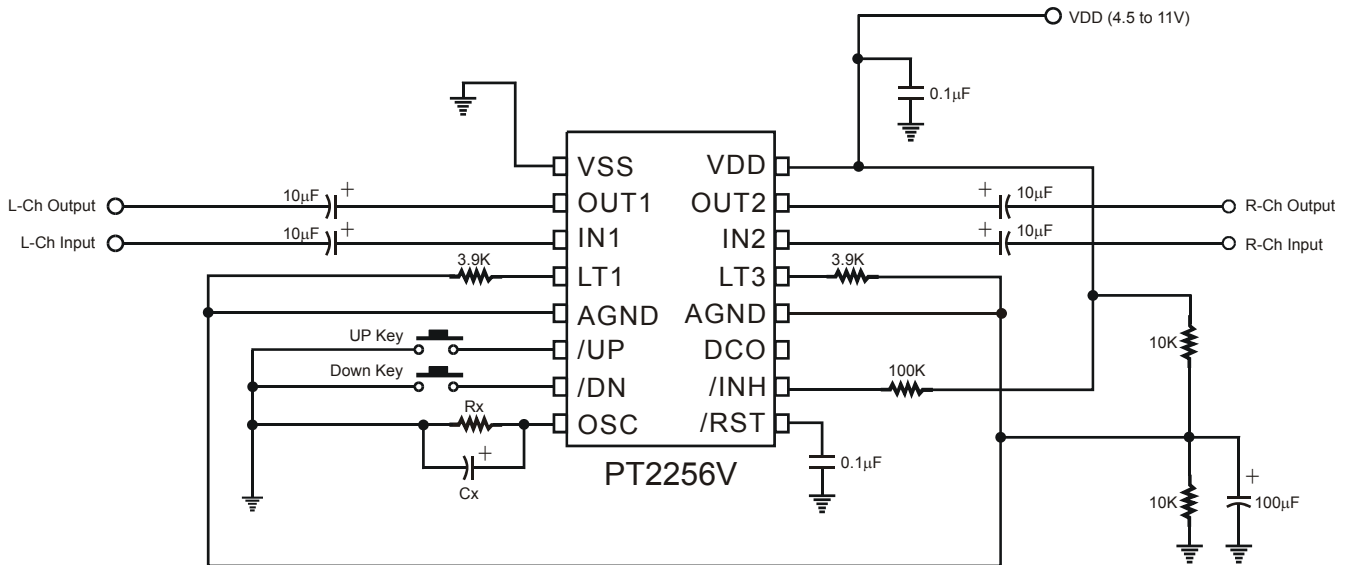 VDD (4.5 to 11V)
0.1µF
VSS VDD
L-Ch Output 10µF + OUT1 OUT2 + 10µF R-Ch Output
L-Ch Input 10µF + IN1 IN2 + 10µF R-Ch Input
3.9K LT1 LT3 3.9K
AGND AGND
UP Key /UP DCO 10K
Down Key /DN /INH 100K
Rx OSC /RST
+ Cx 0.1µF
PT2256V
10K + 100µF